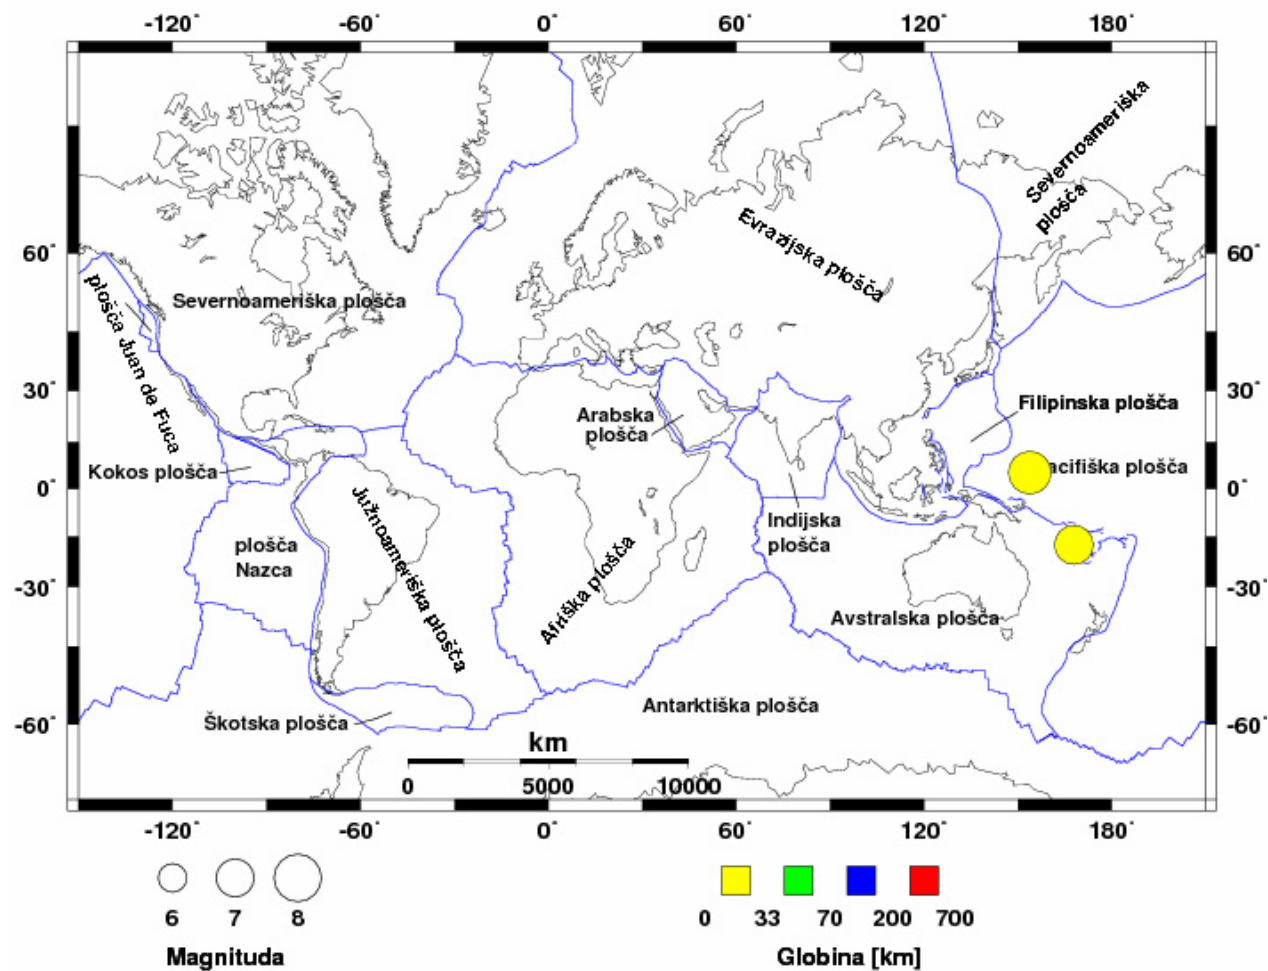 -120° -60° 0° 60° 120° 180°
60° 60°
30° 30°
0° 0°
-30° -30°
-60° -60°
Severnoameriška
plošča
Evrazijska plošča
Severnoameriška plošča
plošča Juan de Fuca
Arabska
plošča
Filipinska plošča
Kokos plošča
acifiška plošča
Južnoameriška plošča
Indijska
plošča
plošča
Nazca
Afriška plošča
Avstralska plošča
Antarktiška plošča
Škotska plošča
km
0 5000 10000
-120° -60° 0° 60° 120° 180°
6 7 8
Magnituda
0 33 70 200 700
Globina [km]